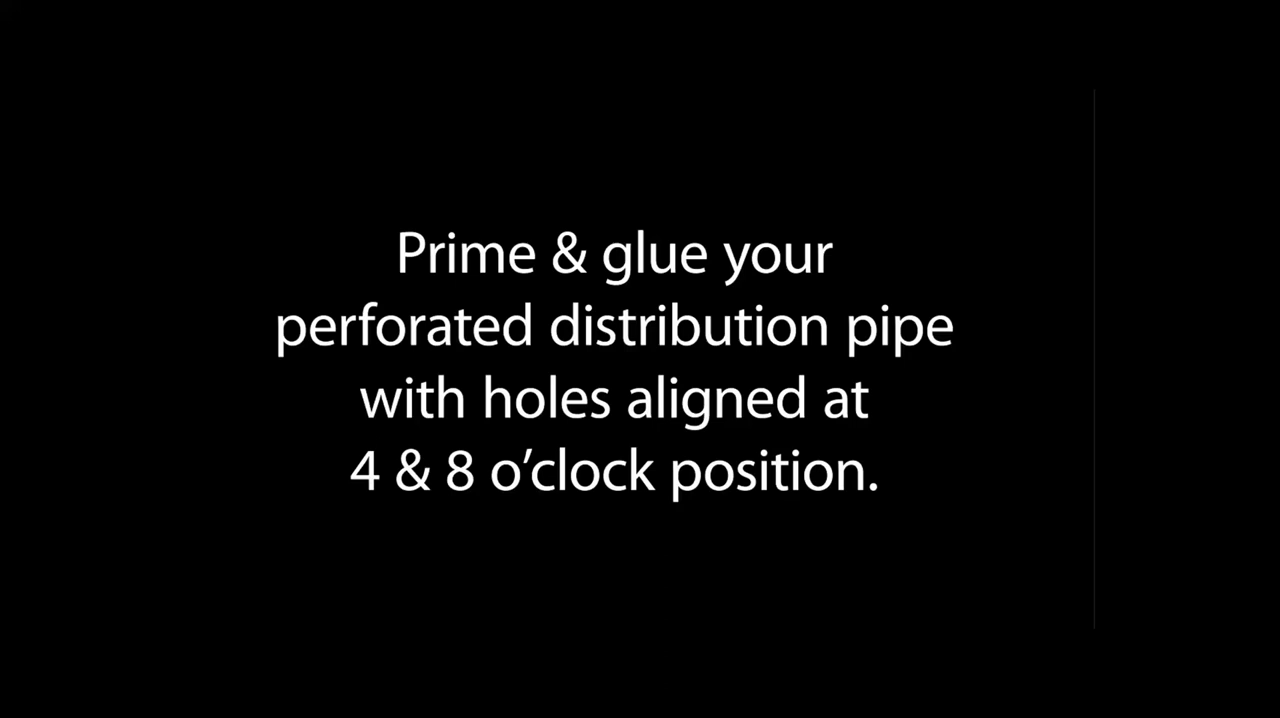 Prime & glue your
perforated distribution pipe
with holes aligned at
4 & 8 o’clock position.